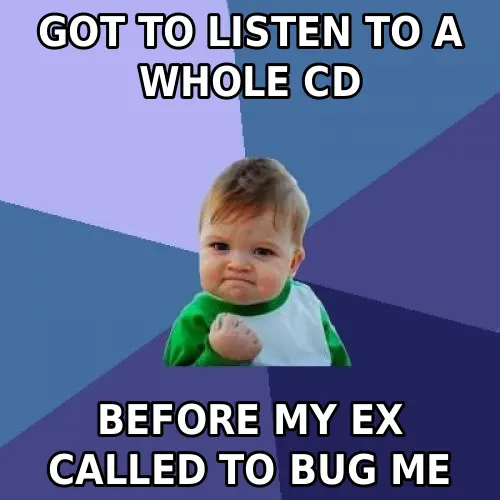 GOT TO LISTEN TO A
WHOLE CD
BEFORE MY EX
CALLED TO BUG ME